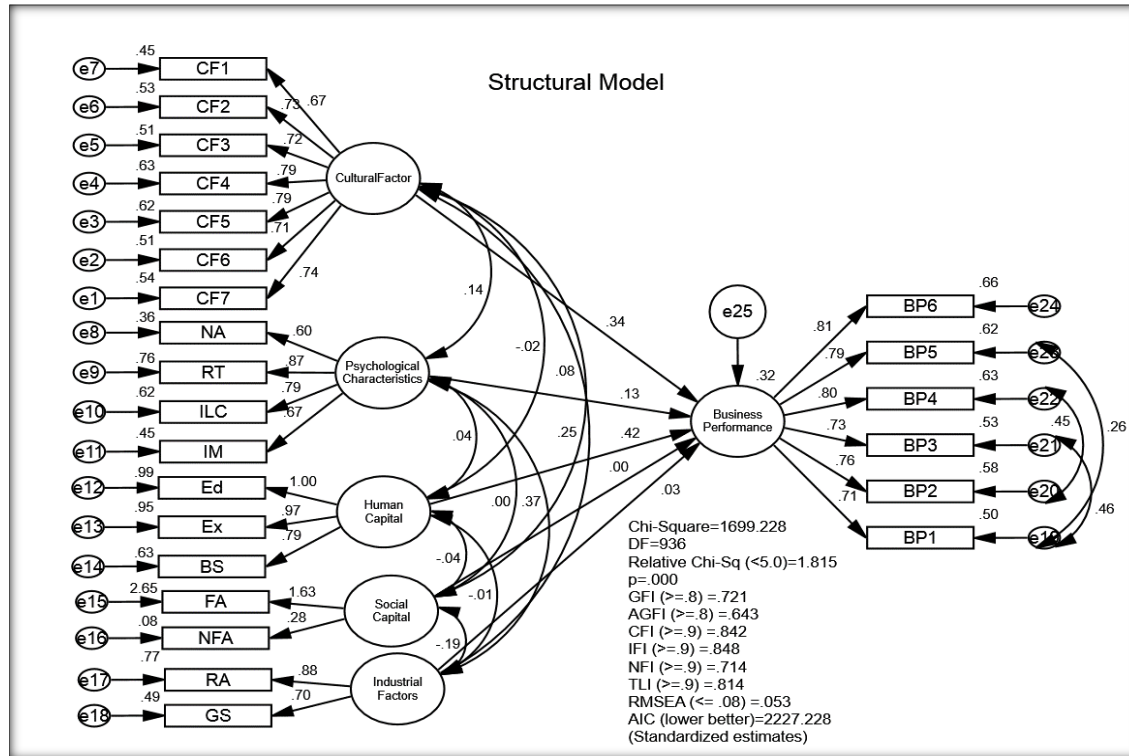 Structural Model
e7
.45
CF1
.67
e6
.53
CF2
.73
e5
.51
CF3
.72
e4
.63
CF4
.79
e3
.62
CF5
.79
e2
.51
CF6
.71
e1
.54
CF7
.74
CulturalFactor
e8
.36
NA
.60
e9
.76
RT
.87
e10
.62
ILC
.79
e11
.45
IM
.67
Psychological
Characteristics
e12
.99
Ed
1.00
e13
.95
Ex
.97
e14
.63
BS
.79
Human
Capital
e15
2.65
FA
1.63
e16
.08
NFA
.28
Social
Capital
e17
.77
RA
.88
e18
.49
GS
.70
Industrial
Factors
.14
-.02
.08
.25
.04
.00
.37
-.04
-.01
-.19
.34
.13
.42
.00
.03
e25
.32
Business
Performance
.81
.66
BP6
e24
.79
.62
BP5
.80
.63
BP4
e22
.73
.53
BP3
e21
.76
.58
BP2
e20
.71
.50
BP1
e19
.45
.26
.46
Chi-Square=1699.228
DF=936
Relative Chi-Sq (<5.0)=1.815
p=.000
GFI (>=.8) =.721
AGFI (>=.8) =.643
CFI (>=.9) =.842
IFI (>=.9) =.848
NFI (>=.9) =.714
TLI (>=.9) =.814
RMSEA (<= .08) =.053
AIC (lower better)=2227.228
(Standardized estimates)